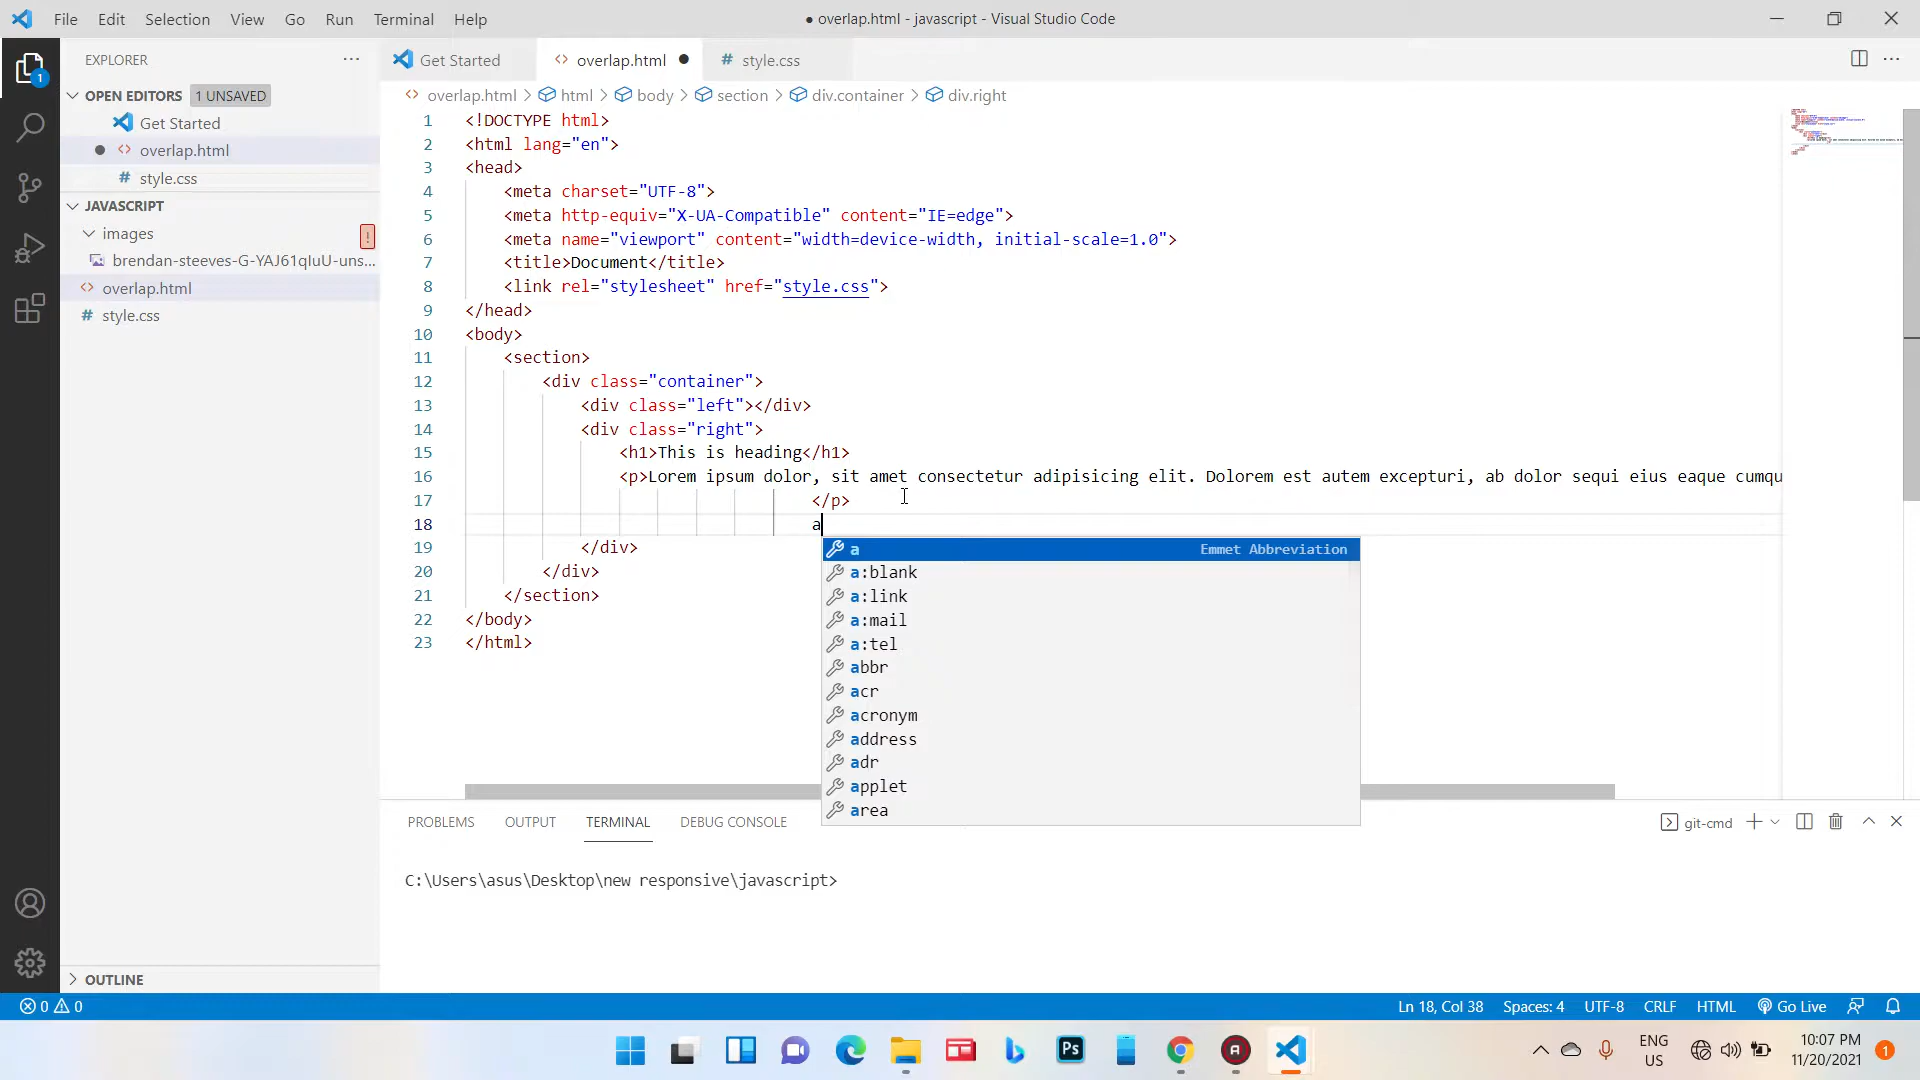 File Edit Selection View Go Run Terminal Help
● overlap.html - javascript - Visual Studio Code
EXPLORER
OPEN EDITORS 1 UNSAVED
Get Started
overlap.html
style.css
JAVASCRIPT
images
brendan-steeves-G-YAJ61qIuU-uns...
overlap.html
style.css
OUTLINE
1
Get Started overlap.html style.css
overlap.html > html > body > section > div.container > div.right
1 <!DOCTYPE html>
2 <html lang="en">
3 <head>
4 <meta charset="UTF-8">
5 <meta http-equiv="X-UA-Compatible" content="IE=edge">
6 <meta name="viewport" content="width=device-width, initial-scale=1.0">
7 <title>Document</title>
8 <link rel="stylesheet" href="style.css">
9 </head>
10 <body>
11 <section>
12 <div class="container">
13 <div class="left"></div>
14 <div class="right">
15 <h1>This is heading</h1>
16 <p>Lorem ipsum dolor, sit amet consectetur adipisicing elit. Dolorem est autem excepturi, ab dolor sequi eius eaque cumqu
17 </p>
18 a
19 </div>
20 </div>
21 </section>
22 </body>
23 </html>
a Emmet Abbreviation
a:blank
a:link
a:mail
a:tel
abbr
acr
acronym
address
adr
applet
area
PROBLEMS OUTPUT TERMINAL DEBUG CONSOLE
git-cmd
C:\Users\asus\Desktop\new responsive\javascript>
0 0
Ln 18, Col 38 Spaces: 4 UTF-8 CRLF HTML Go Live
Ps
ENG
US
10:07 PM
11/20/2021
1